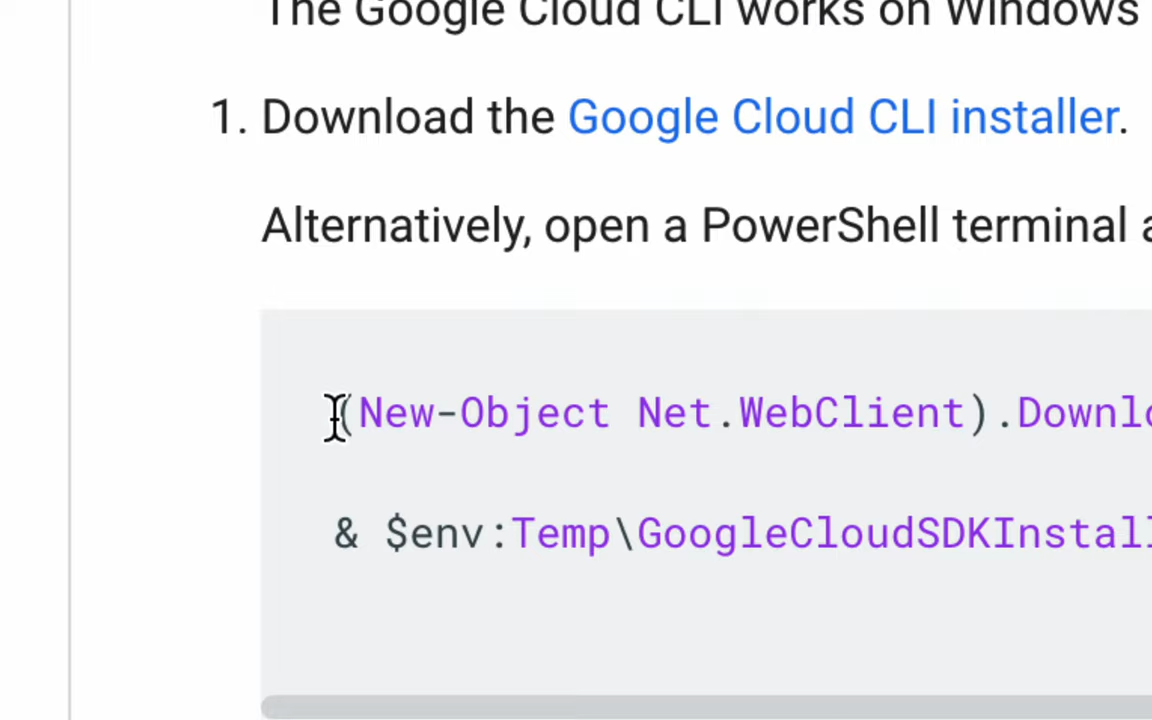 The Google Cloud CLI works on Windows
1. Download the Google Cloud CLI installer.
Alternatively, open a PowerShell terminal a
(New-Object Net.WebClient).Downlo
& $env:Temp\GoogleCloudSDKInstall